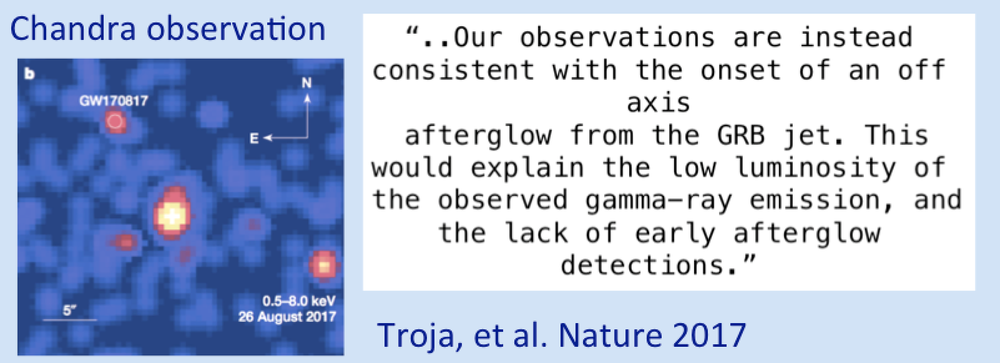 Chandra observation
b
GW170817
N
E
0.5–8.0 keV
26 August 2017
5″
“..Our observations are instead
consistent with the onset of an off
axis
afterglow from the GRB jet. This
would explain the low luminosity of
the observed gamma–ray emission, and
the lack of early afterglow
detections.”
Troja, et al. Nature 2017